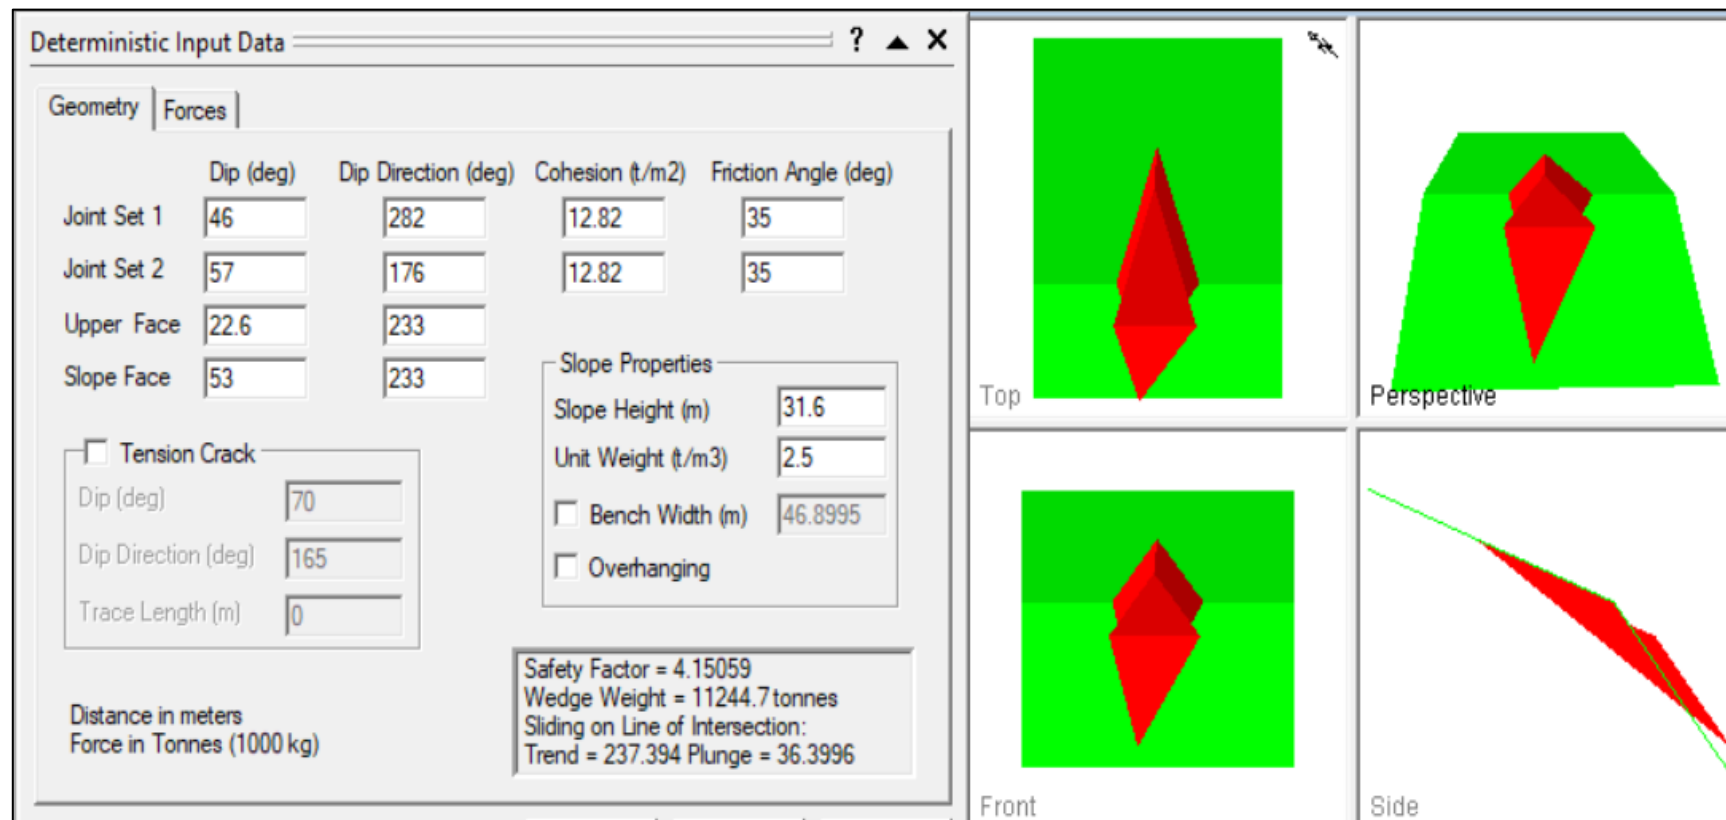 Deterministic Input Data ? ▲ X
Geometry Forces
Dip (deg) Dip Direction (deg) Cohesion (t/m2) Friction Angle (deg)
Joint Set 1 46 282 12.82 35
Joint Set 2 57 176 12.82 35
Upper Face 22.6 233
Slope Face 53 233
Slope Properties
Slope Height (m) 31.6
Unit Weight (t/m3) 2.5
Bench Width (m) 46.8995
Overhanging
Tension Crack
Dip (deg) 70
Dip Direction (deg) 165
Trace Length (m) 0
Safety Factor = 4.15059
Wedge Weight = 11244.7 tonnes
Sliding on Line of Intersection:
Trend = 237.394 Plunge = 36.3996
Distance in meters
Force in Tonnes (1000 kg)
Top
Perspective
Front
Side